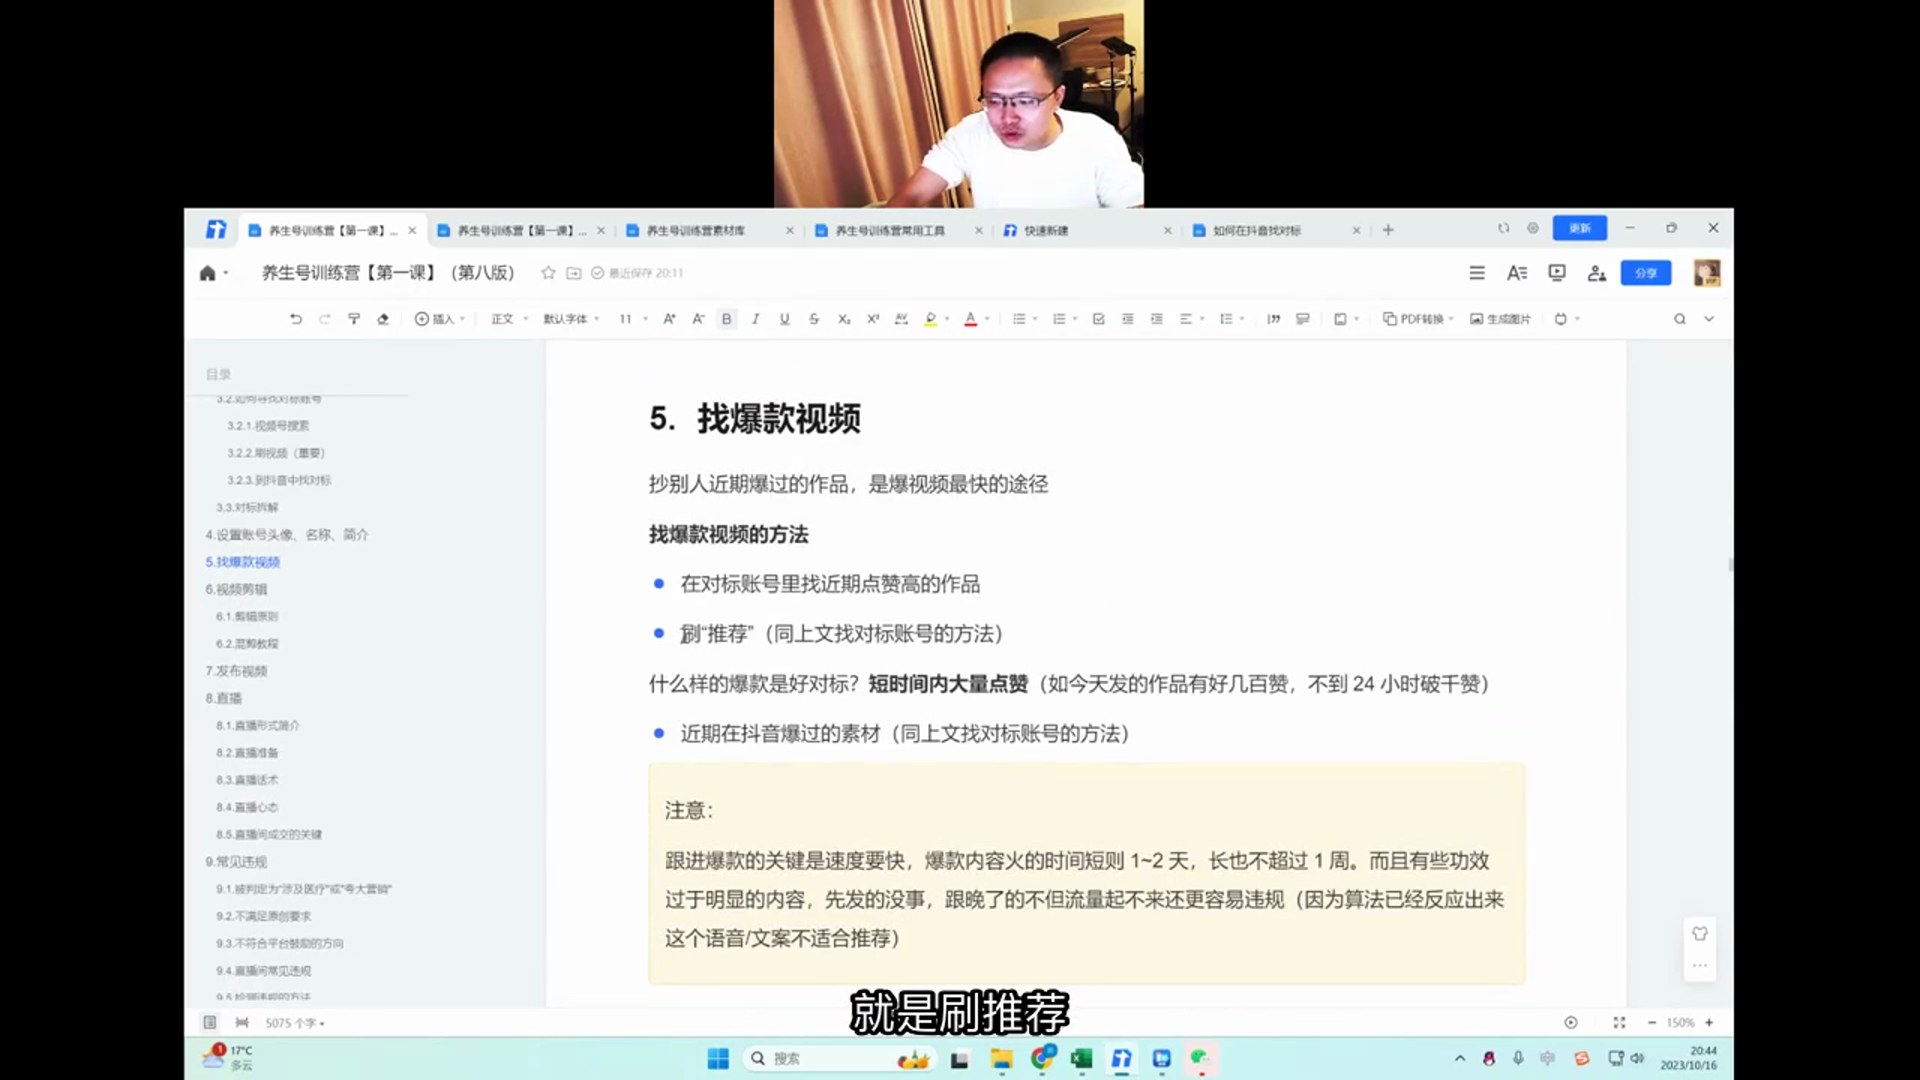 养生号训练营【第一课】...
养生号训练营【第一课】...
养生号训练营素材库
养生号训练营常用工具
快速新建
如何在抖音找对标
更新
养生号训练营【第一课】（第八版）
最近保存 20:11
分享
插入
正文
默认字体
11
PDF转换
生成图片
目录
3.2.如何寻找对标账号
3.2.1.视频号搜索
3.2.2.刷视频（重要）
3.2.3.到抖音中找对标
3.3.对标拆解
4.设置账号头像、名称、简介
5.找爆款视频
6.视频剪辑
6.1.剪辑原则
6.2.混剪教程
7.发布视频
8.直播
8.1.直播形式简介
8.2.直播准备
8.3.直播话术
8.4.直播心态
8.5.直播间成交的关键
9.常见违规
9.1.被判定为“涉及医疗”或“夸大营销”
9.2.不满足原创要求
9.3.不符合平台鼓励的方向
9.4.直播间常见违规
9.5.检测违规的方法
5. 找爆款视频
抄别人近期爆过的作品，是爆视频最快的途径
找爆款视频的方法
在对标账号里找近期点赞高的作品
刷“推荐”（同上文找对标账号的方法）
什么样的爆款是好对标？短时间内大量点赞（如今天发的作品有好几百赞，不到 24 小时破千赞）
近期在抖音爆过的素材（同上文找对标账号的方法）
注意：
跟进爆款的关键是速度要快，爆款内容火的时间短则 1~2 天，长也不超过 1 周。而且有些功效
过于明显的内容，先发的没事，跟晚了的不但流量起不来还更容易违规（因为算法已经反应出来
这个语音/文案不适合推荐）
就是刷推荐
5075 个字
150%
17°C
多云
搜索
20:44
2023/10/16